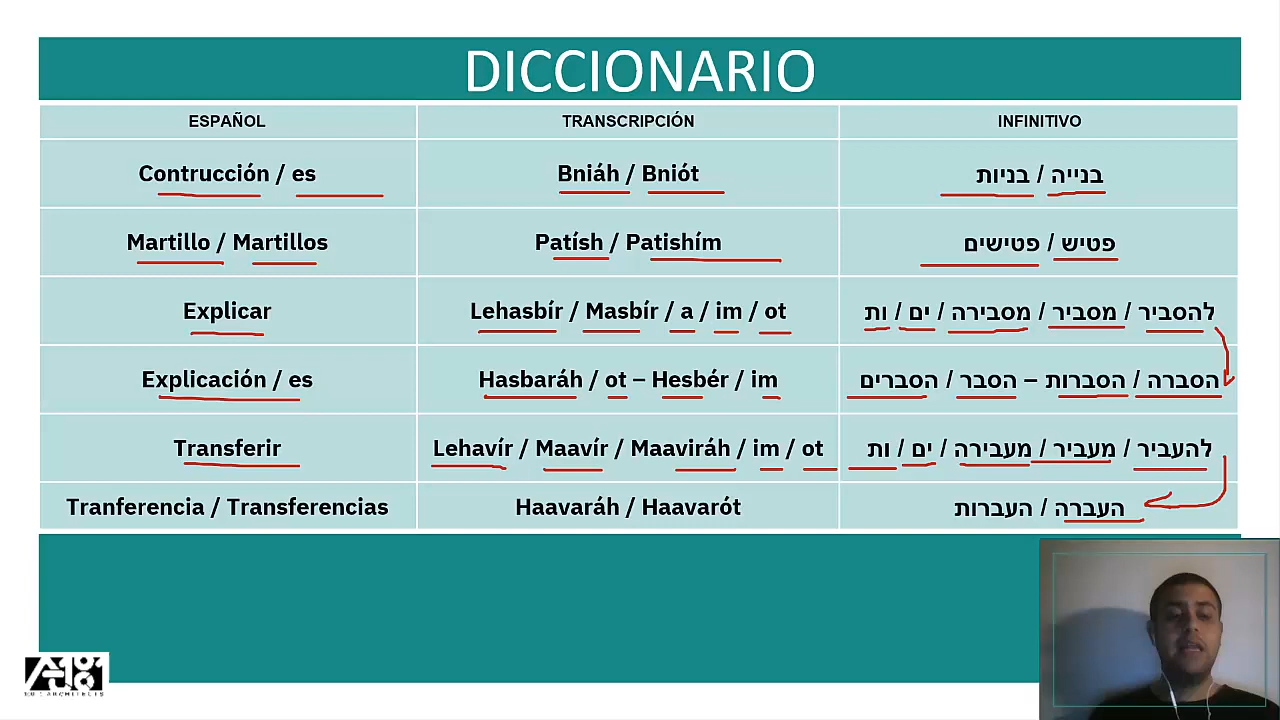 DICCIONARIO
ESPAÑOL TRANSCRIPCIÓN INFINITIVO
Contrucción / es Bniáh / Bniót בנייה / בניות
Martillo / Martillos Patísh / Patishím פטיש / פטישים
Explicar Lehasbír / Masbír / a / im / ot להסביר / מסביר / מסבירה / ים / ות
Explicación / es Hasbaráh / ot – Hesbér / im הסברה / הסברות – הסבר / הסברים
Transferir Lehavír / Maavír / Maaviráh / im / ot להעביר / מעביר / מעבירה / ים / ות
Tranferencia / Transferencias Haavaráh / Haavarót העברה / העברות